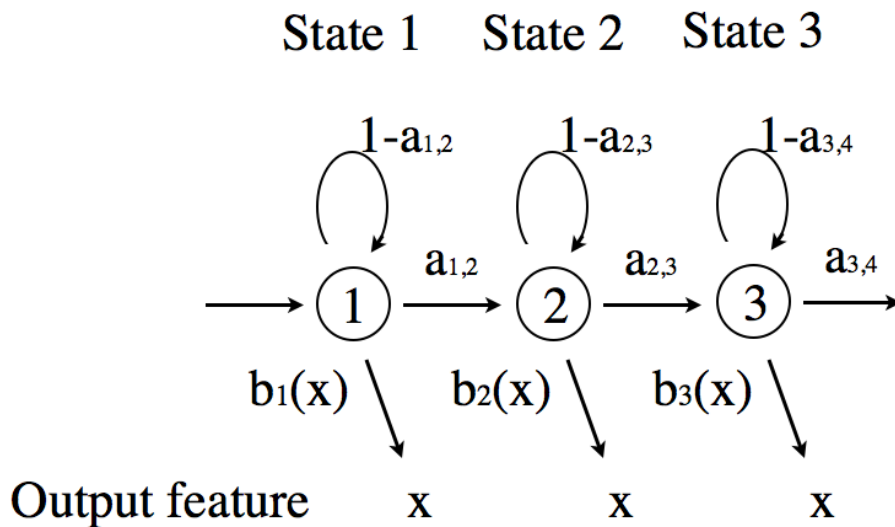 State 1 State 2 State 3
1-a1,2 1-a2,3 1-a3,4
a1,2 a2,3 a3,4
1 2 3
b1(x) b2(x) b3(x)
Output feature x x x